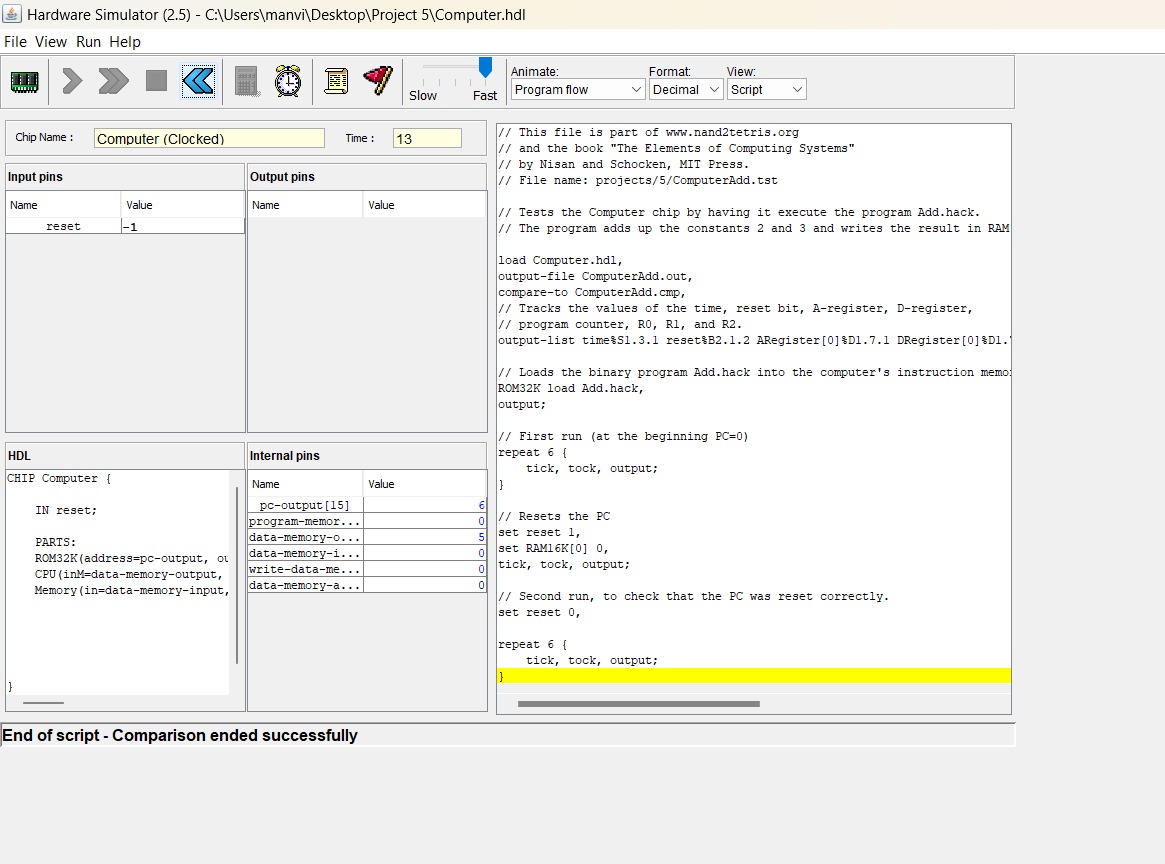 Hardware Simulator (2.5) - C:\Users\manvi\Desktop\Project 5\Computer.hdl
File View Run Help
Slow Fast
Animate: Format: View:
Program flow Decimal Script
Chip Name : Computer (Clocked) Time : 13
Input pins
Name Value
reset -1
Output pins
Name Value
HDL
CHIP Computer {
IN reset;
PARTS:
ROM32K(address=pc-output, ou
CPU(inM=data-memory-output,
Memory(in=data-memory-input,
}
Internal pins
Name Value
pc-output[15] 6
program-memor... 0
data-memory-o... 5
data-memory-i... 0
write-data-me... 0
data-memory-a... 0
// This file is part of www.nand2tetris.org
// and the book "The Elements of Computing Systems"
// by Nisan and Schocken, MIT Press.
// File name: projects/5/ComputerAdd.tst
// Tests the Computer chip by having it execute the program Add.hack.
// The program adds up the constants 2 and 3 and writes the result in RAM
load Computer.hdl,
output-file ComputerAdd.out,
compare-to ComputerAdd.cmp,
// Tracks the values of the time, reset bit, A-register, D-register,
// program counter, R0, R1, and R2.
output-list time%S1.3.1 reset%B2.1.2 ARegister[0]%D1.7.1 DRegister[0]%D1.
// Loads the binary program Add.hack into the computer's instruction memo
ROM32K load Add.hack,
output;
// First run (at the beginning PC=0)
repeat 6 {
tick, tock, output;
}
// Resets the PC
set reset 1,
set RAM16K[0] 0,
tick, tock, output;
// Second run, to check that the PC was reset correctly.
set reset 0,
repeat 6 {
tick, tock, output;
}
End of script - Comparison ended successfully